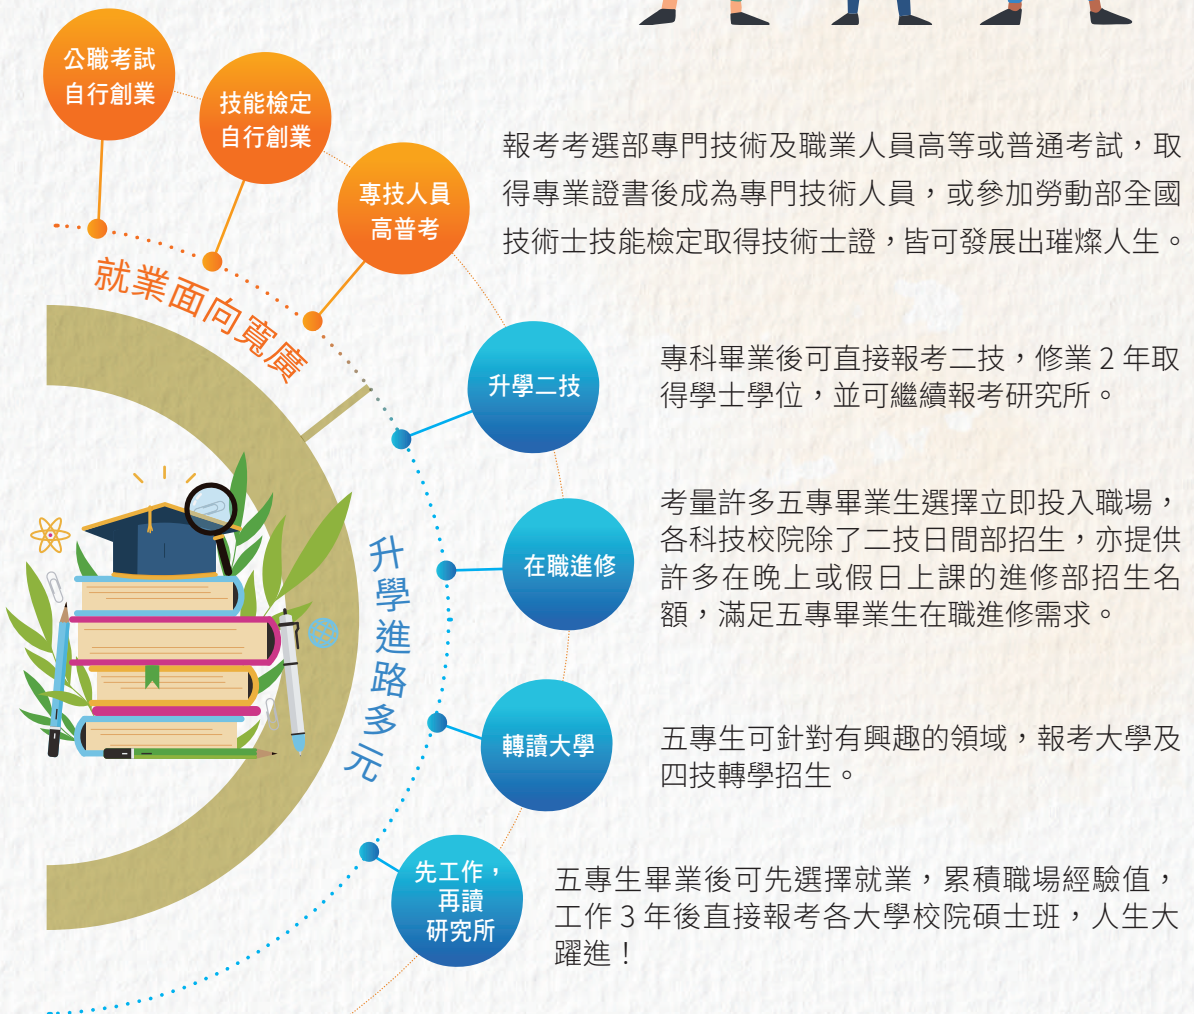 公職考試
自行創業
技能檢定
自行創業
專技人員
高普考
就業面向寬廣
報考考選部專門技術及職業人員高等或普通考試，取
得專業證書後成為專門技術人員，或參加勞動部全國
技術士技能檢定取得技術士證，皆可發展出璀燦人生。
升學進路多元
升學二技
專科畢業後可直接報考二技，修業 2 年取
得學士學位，並可繼續報考研究所。
在職進修
考量許多五專畢業生選擇立即投入職場，
各科技校院除了二技日間部招生，亦提供
許多在晚上或假日上課的進修部招生名
額，滿足五專畢業生在職進修需求。
轉讀大學
五專生可針對有興趣的領域，報考大學及
四技轉學招生。
先工作，
再讀
研究所
五專生畢業後可先選擇就業，累積職場經驗值，
工作 3 年後直接報考各大學校院碩士班，人生大
躍進！